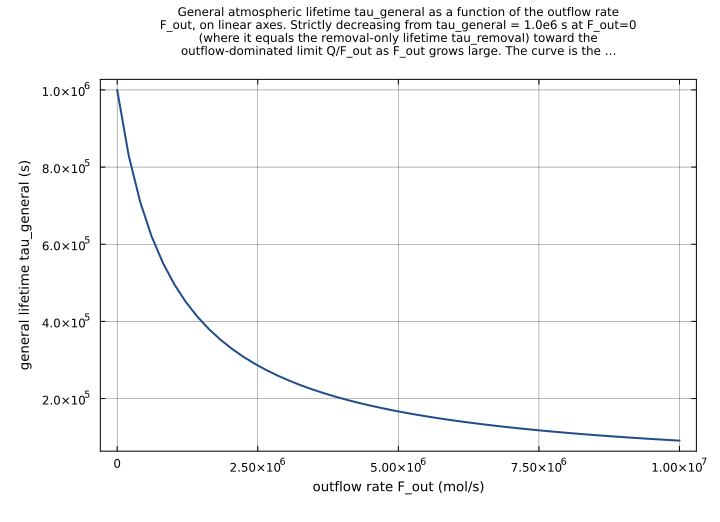 General atmospheric lifetime tau_general as a function of the outflow rate
F_out, on linear axes. Strictly decreasing from tau_general = 1.0e6 s at F_out=0
(where it equals the removal-only lifetime tau_removal) toward the
outflow-dominated limit Q/F_out as F_out grows large. The curve is the ...
general lifetime tau_general (s)
1.0×10⁶
8.0×10⁵
6.0×10⁵
4.0×10⁵
2.0×10⁵
0 2.50×10⁶ 5.00×10⁶ 7.50×10⁶ 1.00×10⁷
outflow rate F_out (mol/s)